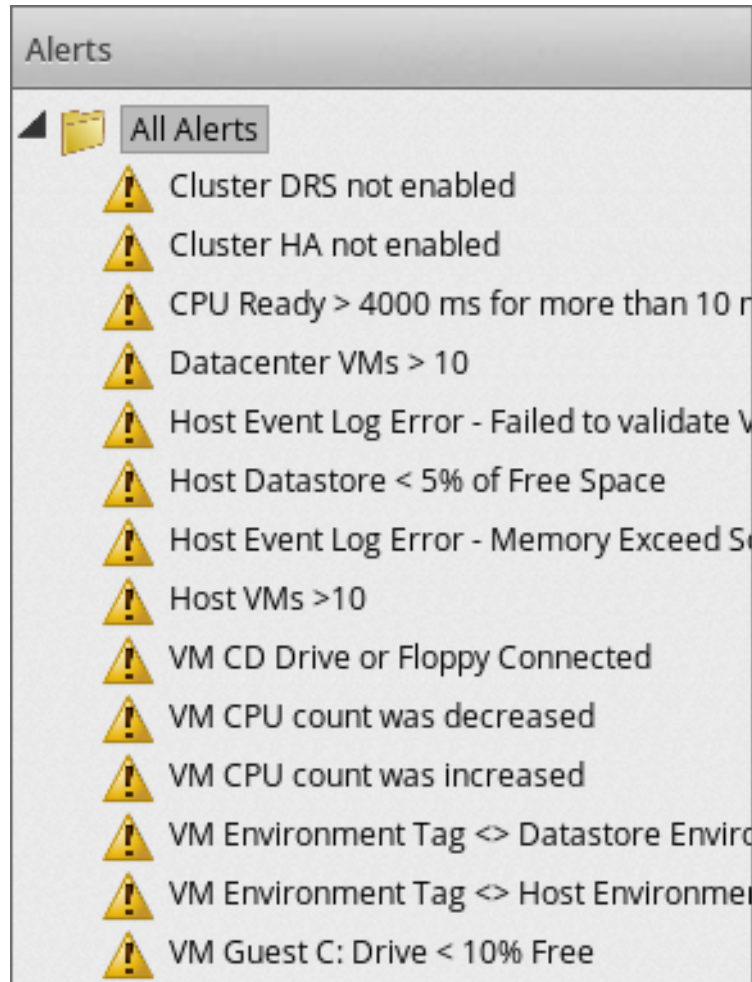 Alerts
All Alerts
Cluster DRS not enabled
Cluster HA not enabled
CPU Ready > 4000 ms for more than 10
Datacenter VMs > 10
Host Event Log Error - Failed to validate
Host Datastore < 5% of Free Space
Host Event Log Error - Memory Exceed
Host VMs >10
VM CD Drive or Floppy Connected
VM CPU count was decreased
VM CPU count was increased
VM Environment Tag <> Datastore
VM Environment Tag <> Host
VM Guest C: Drive < 10% Free